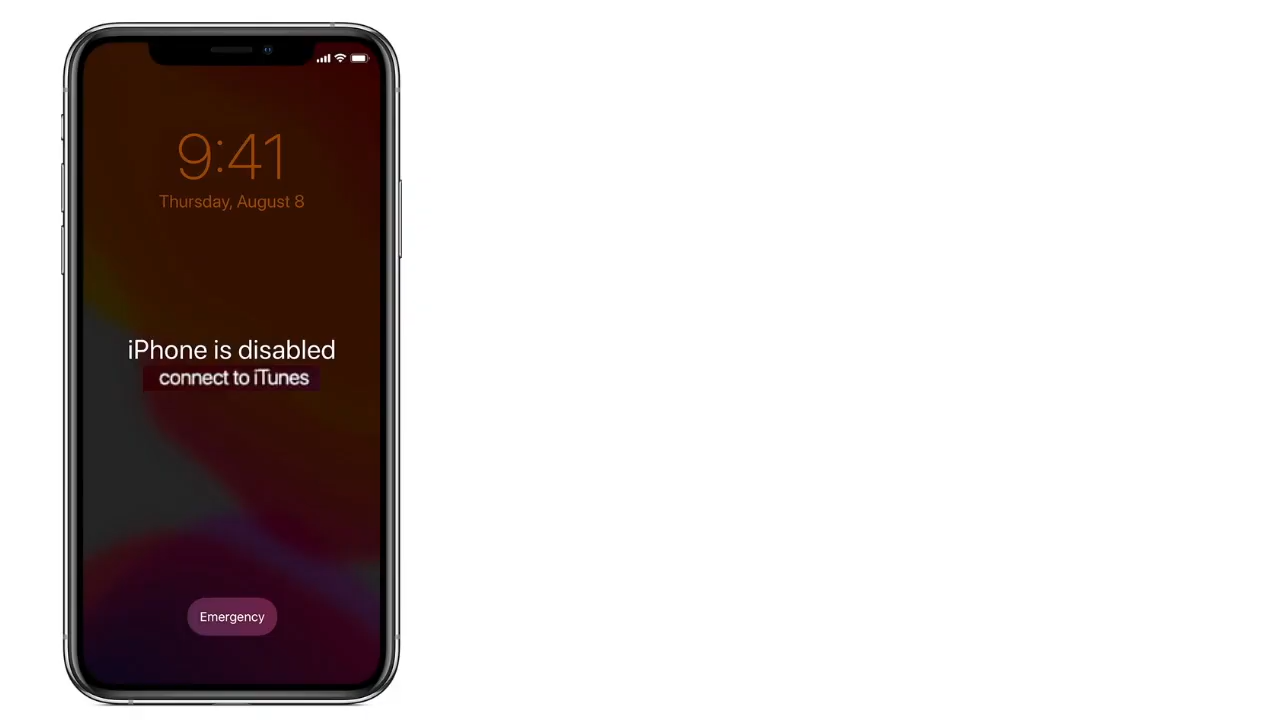 9:41
Thursday, August 8
iPhone is disabled
connect to iTunes
Emergency